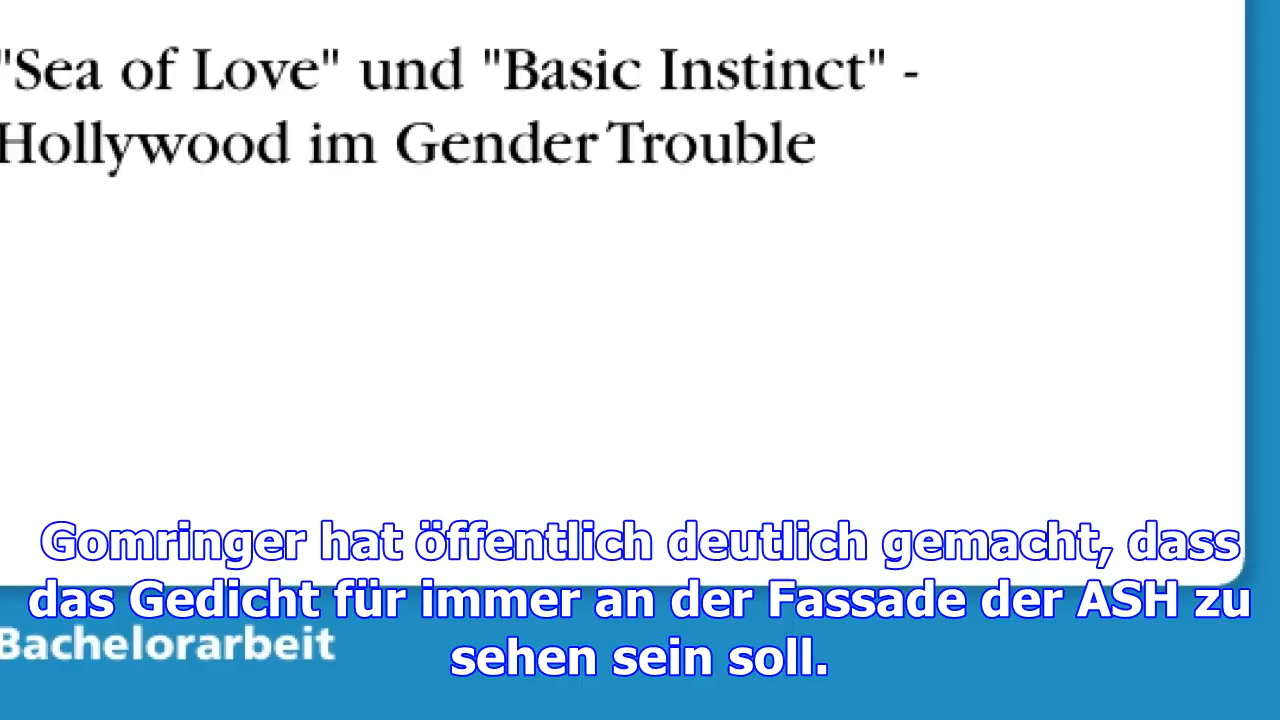 "Sea of Love" und "Basic Instinct" -
Hollywood im Gender Trouble
Gomringer hat öffentlich deutlich gemacht, dass
das Gedicht für immer an der Fassade der ASH zu
Bachelorarbeit
sehen sein soll.